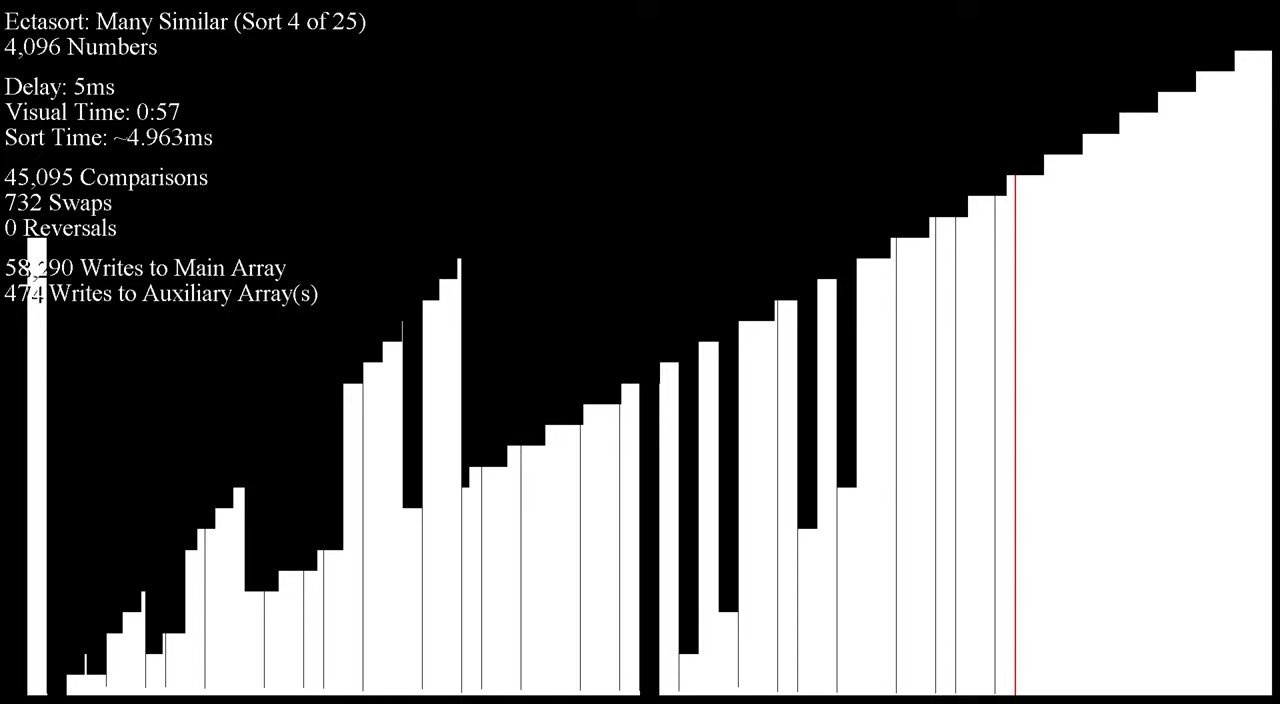 Ectasort: Many Similar (Sort 4 of 25)
4,096 Numbers
Delay: 5ms
Visual Time: 0:57
Sort Time: ~4.963ms
45,095 Comparisons
732 Swaps
0 Reversals
58,290 Writes to Main Array
474 Writes to Auxiliary Array(s)